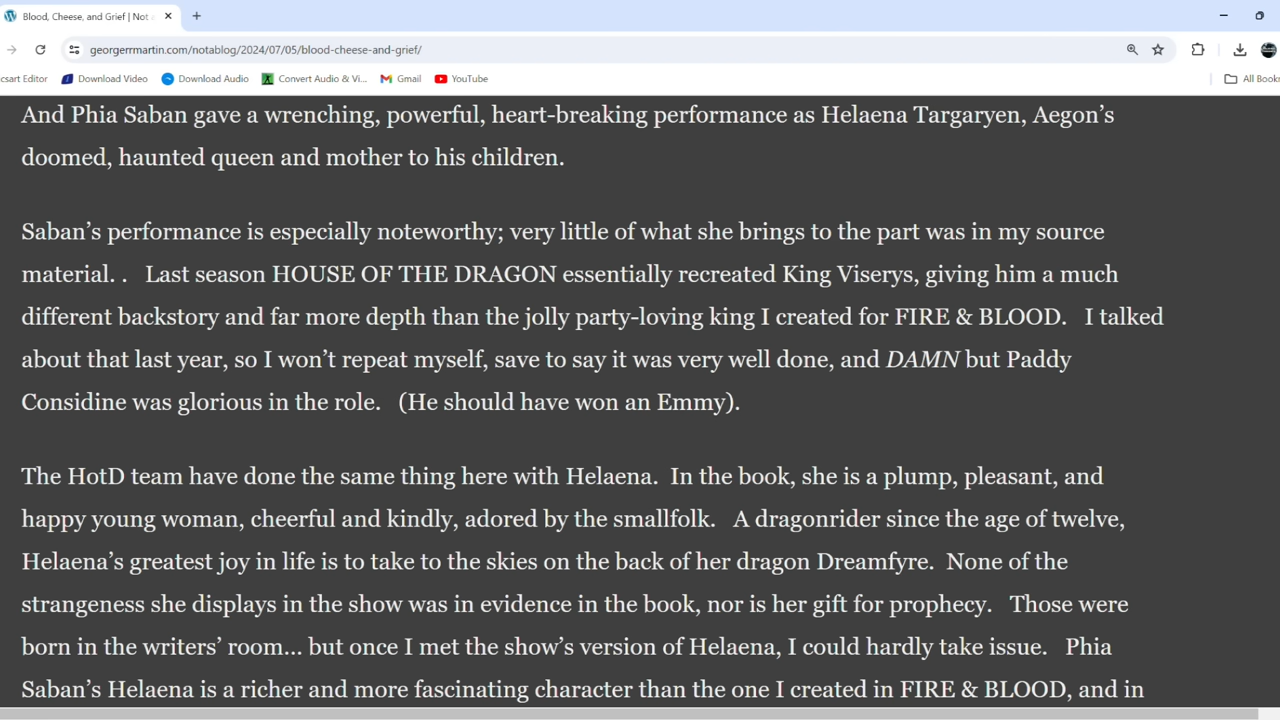 Blood, Cheese, and Grief | Not
georgerrmartin.com/notablog/2024/07/05/blood-cheese-and-grief/
csart Editor Download Video Download Audio Convert Audio & Vi... Gmail YouTube All Book
And Phia Saban gave a wrenching, powerful, heart-breaking performance as Helaena Targaryen, Aegon’s
doomed, haunted queen and mother to his children.
Saban’s performance is especially noteworthy; very little of what she brings to the part was in my source
material. .   Last season HOUSE OF THE DRAGON essentially recreated King Viserys, giving him a much
different backstory and far more depth than the jolly party-loving king I created for FIRE & BLOOD.   I talked
about that last year, so I won’t repeat myself, save to say it was very well done, and DAMN but Paddy
Considine was glorious in the role.   (He should have won an Emmy).
The HotD team have done the same thing here with Helaena.  In the book, she is a plump, pleasant, and
happy young woman, cheerful and kindly, adored by the smallfolk.   A dragonrider since the age of twelve,
Helaena’s greatest joy in life is to take to the skies on the back of her dragon Dreamfyre.  None of the
strangeness she displays in the show was in evidence in the book, nor is her gift for prophecy.   Those were
born in the writers’ room… but once I met the show’s version of Helaena, I could hardly take issue.   Phia
Saban’s Helaena is a richer and more fascinating character than the one I created in FIRE & BLOOD, and in